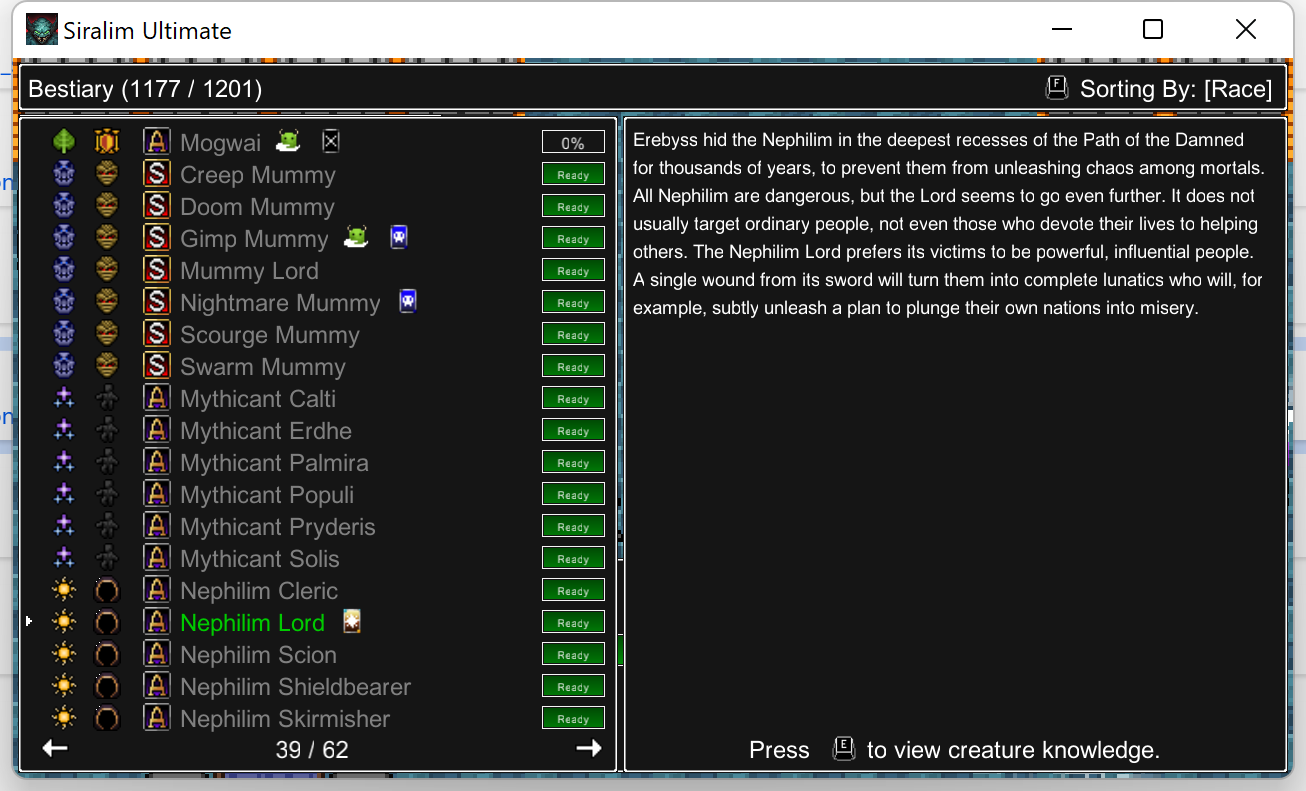 Siralim Ultimate
Bestiary (1177 / 1201)
F Sorting By: [Race]
A Mogwai 0%
S Creep Mummy Ready
S Doom Mummy Ready
S Gimp Mummy Ready
S Mummy Lord Ready
S Nightmare Mummy Ready
S Scourge Mummy Ready
S Swarm Mummy Ready
A Mythicant Calti Ready
A Mythicant Erdhe Ready
A Mythicant Palmira Ready
A Mythicant Populi Ready
A Mythicant Pryderis Ready
A Mythicant Solis Ready
A Nephilim Cleric Ready
A Nephilim Lord Ready
A Nephilim Scion Ready
A Nephilim Shieldbearer Ready
A Nephilim Skirmisher Ready
39 / 62
Erebyss hid the Nephilim in the deepest recesses of the Path of the Damned
for thousands of years, to prevent them from unleashing chaos among mortals.
All Nephilim are dangerous, but the Lord seems to go even further. It does not
usually target ordinary people, not even those who devote their lives to helping
others. The Nephilim Lord prefers its victims to be powerful, influential people.
A single wound from its sword will turn them into complete lunatics who will, for
example, subtly unleash a plan to plunge their own nations into misery.
Press E to view creature knowledge.